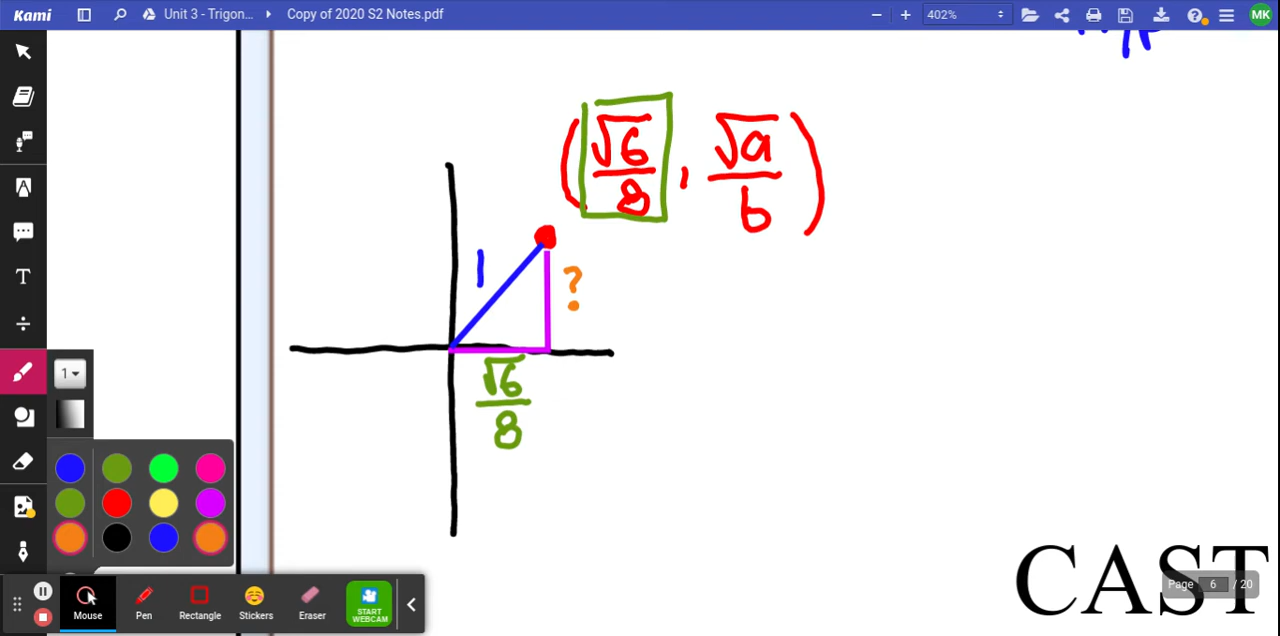 Kami
Unit 3 - Trigon...
Copy of 2020 S2 Notes.pdf
402%
MK
(√6/8, √a/b)
1
?
√6/8
T
1
CAST
Page 6 / 20
Mouse
Pen
Rectangle
Stickers
Eraser
START
WEBCAM